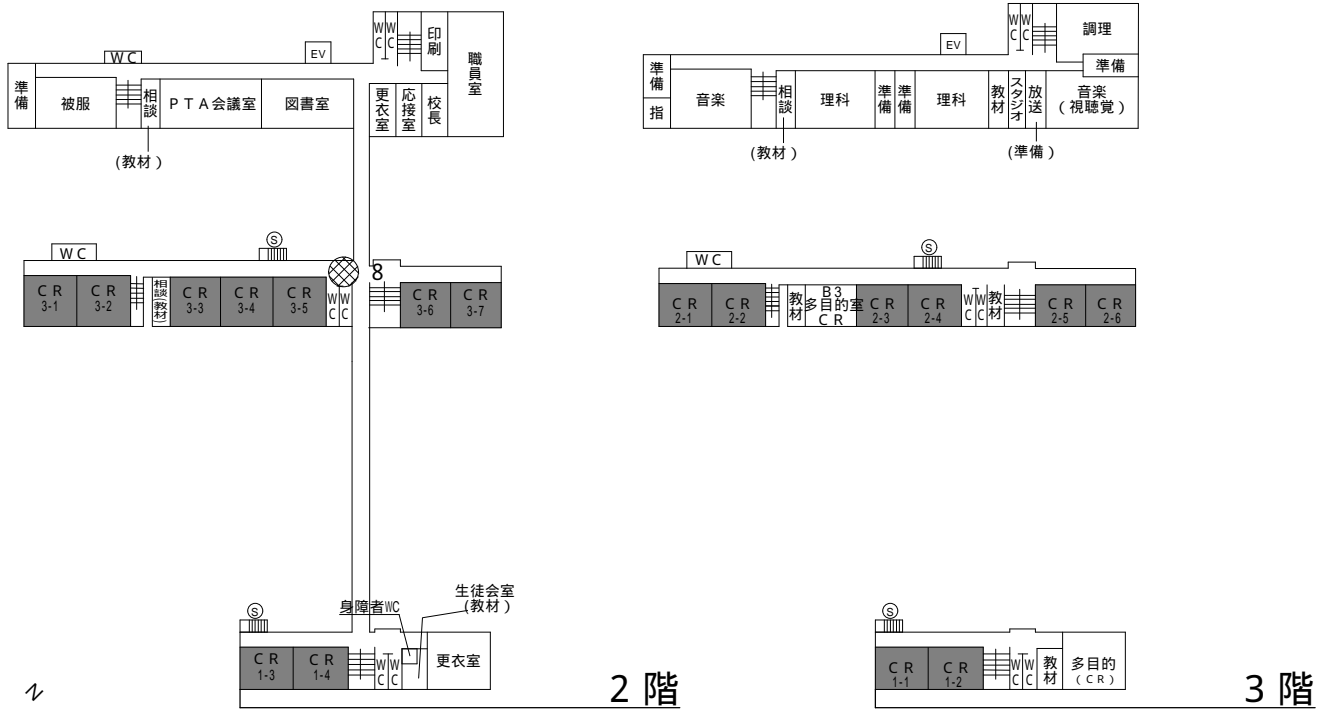 WC
WC
印刷
職員室
EV
WC
準備
被服
相談
PTA会議室
図書室
更衣室
応接室
校長
(教材)
WC
S
8
CR
3-1
CR
3-2
相談(教材)
CR
3-3
CR
3-4
CR
3-5
WC
WC
CR
3-6
CR
3-7
生徒会室
(教材)
身障者WC
S
CR
1-3
CR
1-4
WC
WC
更衣室
N
2階
WC
WC
調理
EV
準備
準備
指
音楽
相談
理科
準備
準備
理科
教材
スタジオ
放送
音楽
(視聴覚)
(教材)
(準備)
WC
S
CR
2-1
CR
2-2
教材
B3
多目的室
CR
CR
2-3
CR
2-4
WC
WC
教材
CR
2-5
CR
2-6
S
CR
1-1
CR
1-2
WC
WC
教材
多目的
(CR)
3階